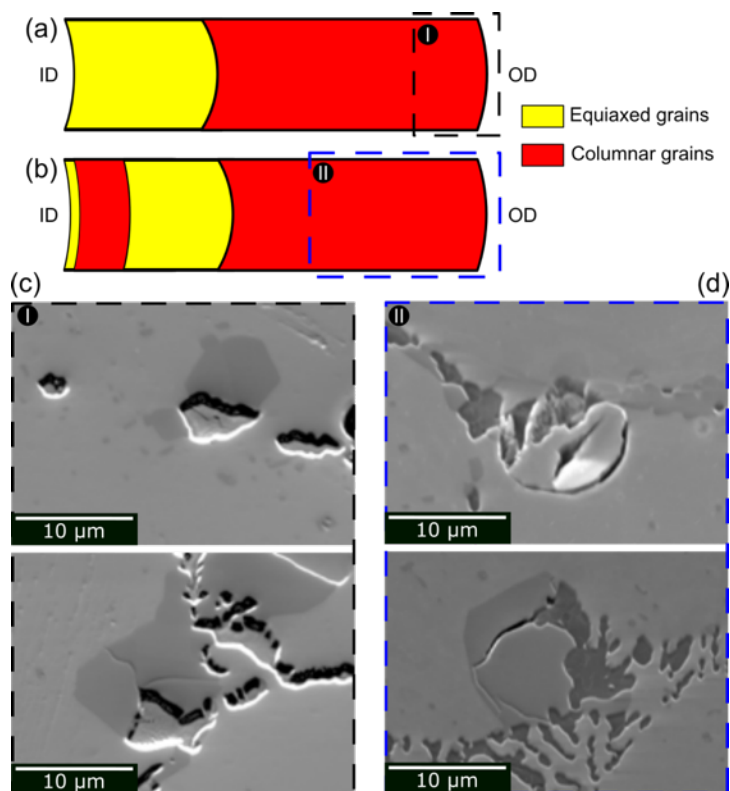 (a)
I
ID
OD
Equiaxed grains
Columnar grains
(b)
II
ID
OD
(c)
(d)
I
II
10 µm
10 µm
10 µm
10 µm